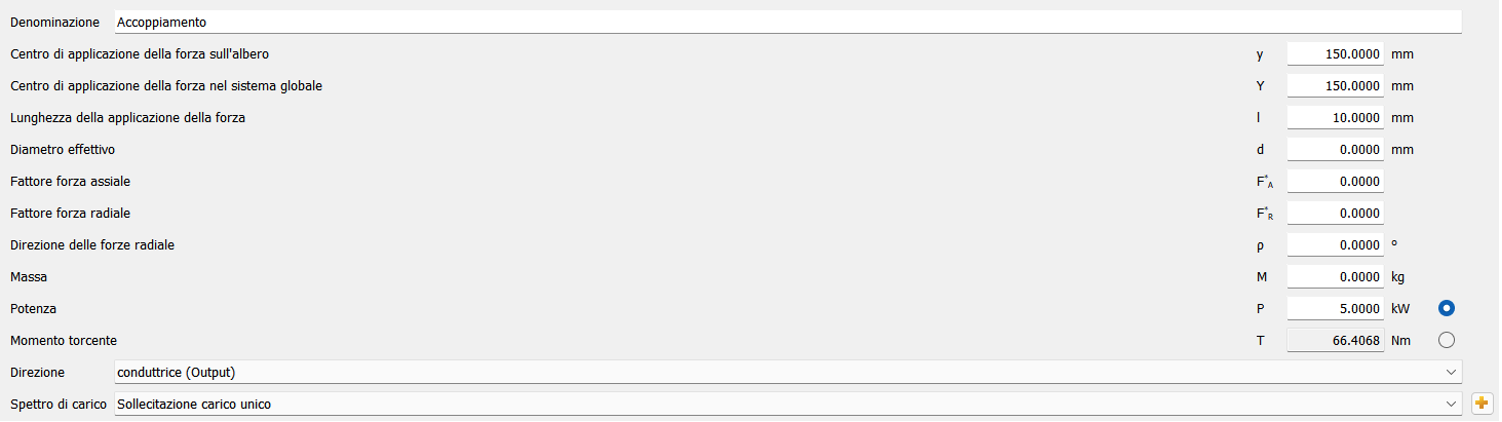 Denominazione Accoppiamento
Centro di applicazione della forza sull'albero y 150.0000 mm
Centro di applicazione della forza nel sistema globale Y 150.0000 mm
Lunghezza della applicazione della forza l 10.0000 mm
Diametro effettivo d 0.0000 mm
Fattore forza assiale F*A 0.0000
Fattore forza radiale F*R 0.0000
Direzione delle forze radiale ρ 0.0000 °
Massa M 0.0000 kg
Potenza P 5.0000 kW
Momento torcente T 66.4068 Nm
Direzione conduttrice (Output)
Spettro di carico Sollecitazione carico unico